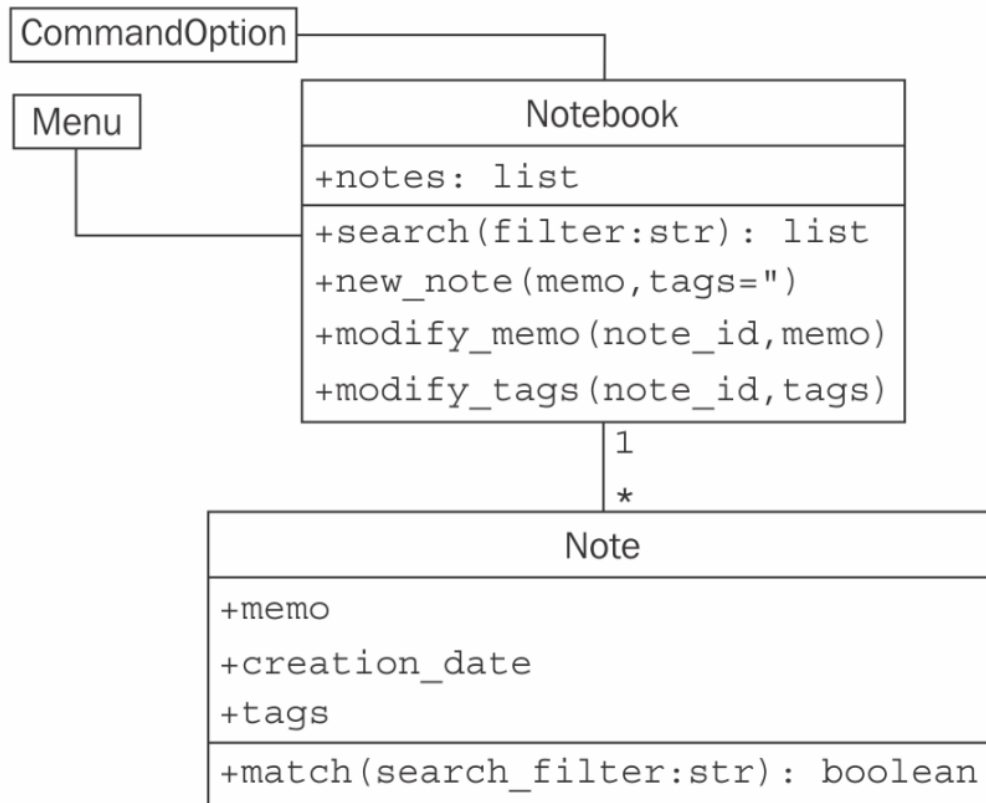 CommandOption
Menu
Notebook
+notes: list
+search(filter:str): list
+new_note(memo,tags=")
+modify_memo(note_id,memo)
+modify_tags(note_id,tags)
1
*
Note
+memo
+creation_date
+tags
+match(search_filter:str): boolean